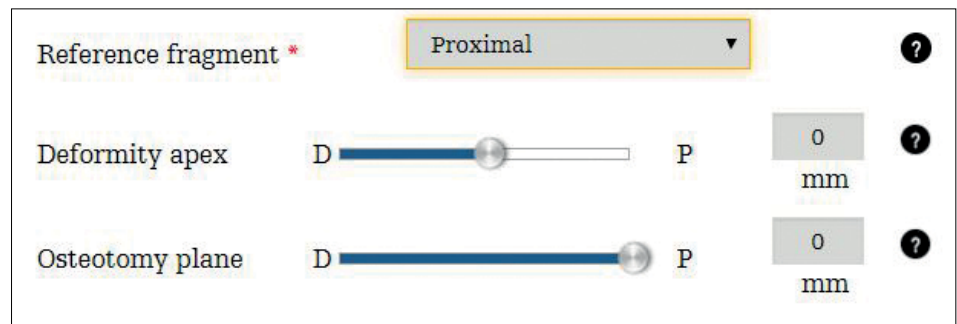 Reference fragment * Proximal ▼ ?
Deformity apex D P 0 ?
mm
Osteotomy plane D P 0 ?
mm